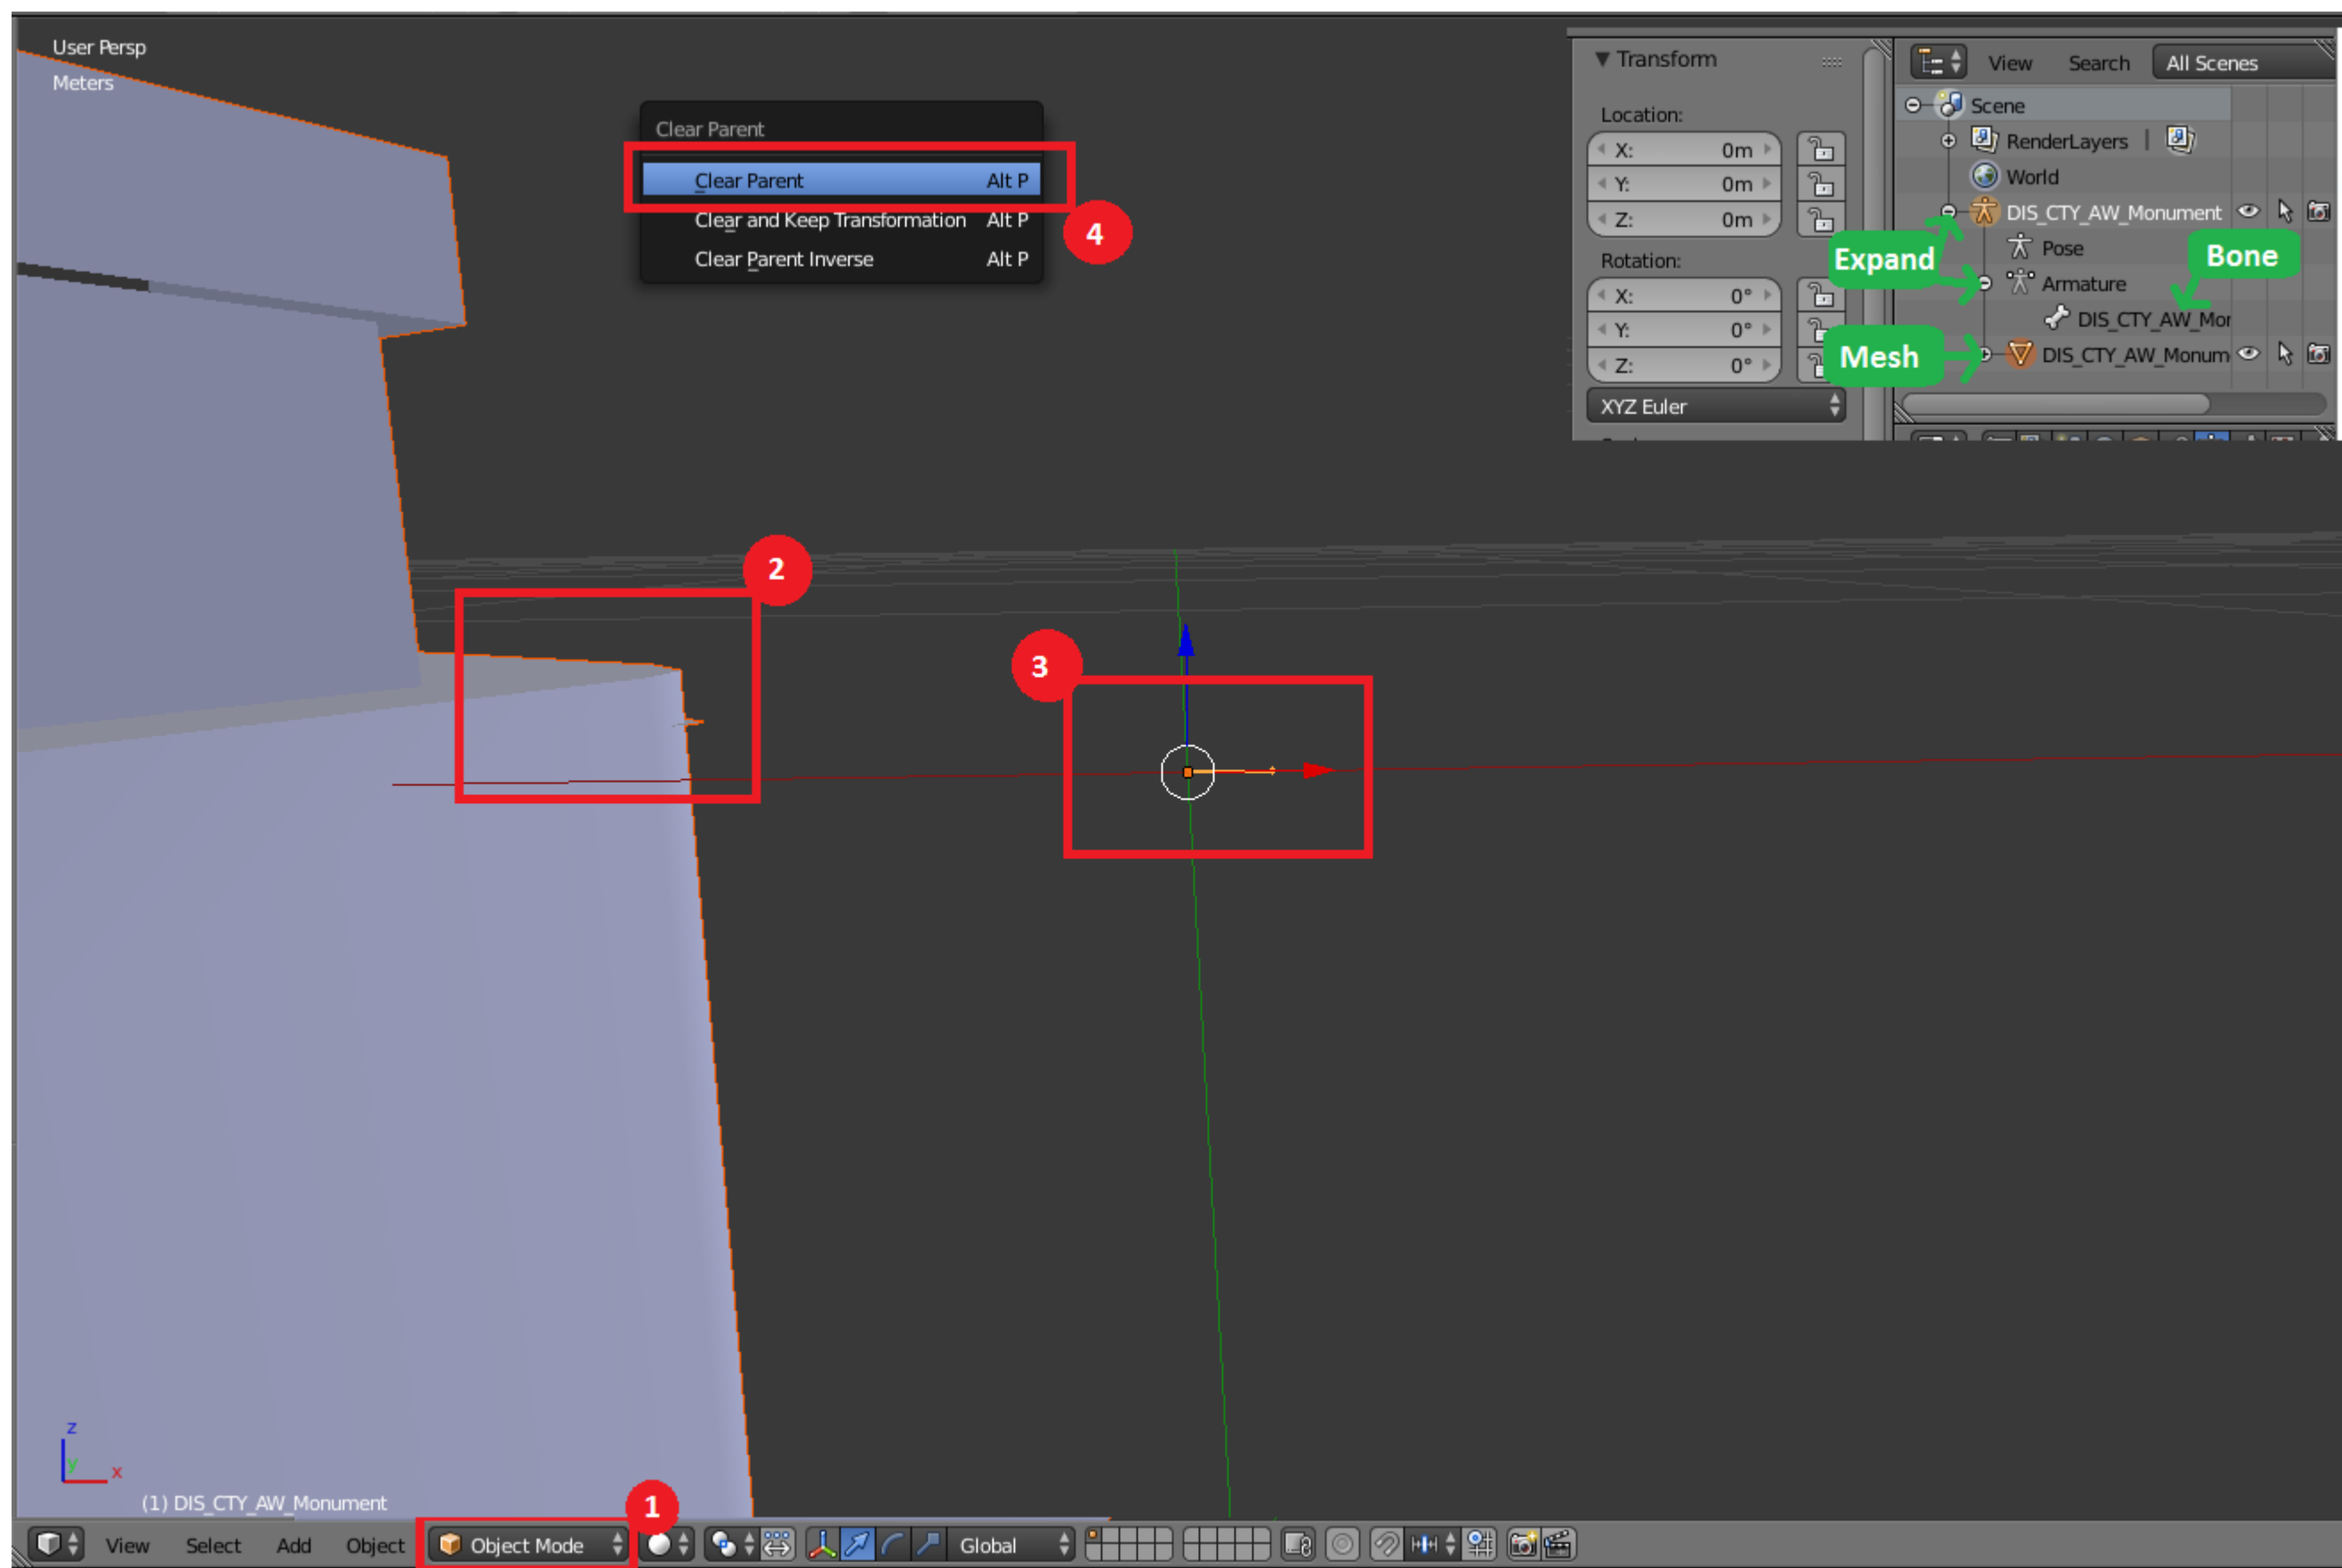 User Persp
Meters
Clear Parent
Clear Parent Alt P
Clear and Keep Transformation Alt P
Clear Parent Inverse Alt P
4
Transform
Location:
X: 0m
Y: 0m
Z: 0m
Rotation:
X: 0°
Y: 0°
Z: 0°
XYZ Euler
View Search All Scenes
Scene
RenderLayers |
World
DIS_CTY_AW_Monument
Expand
Pose
Bone
Armature
DIS_CTY_AW_Mor
Mesh
DIS_CTY_AW_Monum
2
3
z
y
x
(1) DIS_CTY_AW_Monument
1
View Select Add Object Object Mode Global